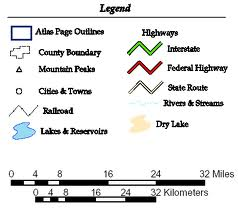 Legend
Atlas Page Outlines
County Boundary
Mountain Peaks
Cities & Towns
Railroad
Lakes & Reservoirs
Highways
Interstate
Federal Highway
State Route
Rivers & Streams
Dry Lake
0 4 8 16 24 32 Miles
0 4 8 16 24 32 Kilometers